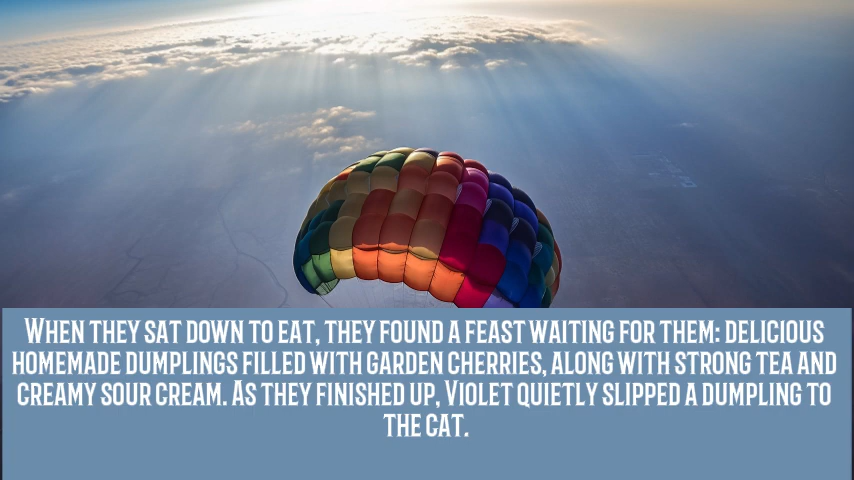 When they sat down to eat, they found a feast waiting for them: delicious
homemade dumplings filled with garden cherries, along with strong tea and
creamy sour cream. As they finished up, Violet quietly slipped a dumpling to
the cat.